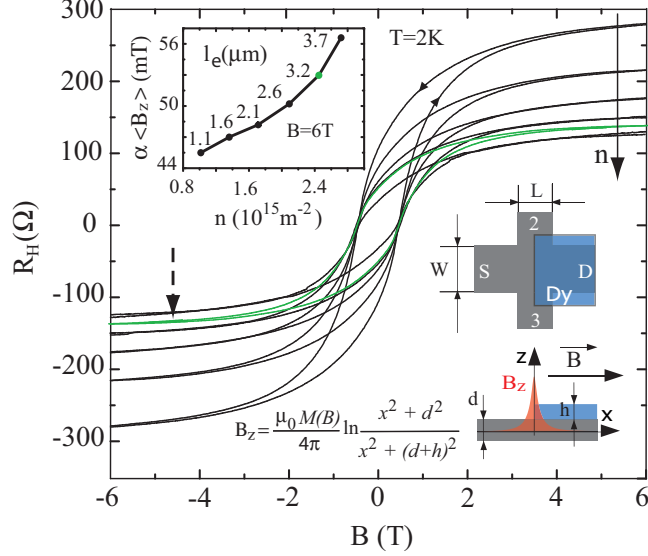 300
200
100
0
-100
-200
-300
R_H(Ω)
-6
-4
-2
0
2
4
6
B (T)
T=2K
n
56
50
44
α <B_z> (mT)
l_e(μm)
3.7
3.2
2.6
2.1
1.6
1.1
B=6T
0.8
1.4
2.0
2.6
n (10^15 m^-2)
L
W
S
2
D
Dy
3
z
B
B_z
d
h
x
B_z = μ_0 M(B) / 4π ln x^2 + d^2 / x^2 + (d+h)^2